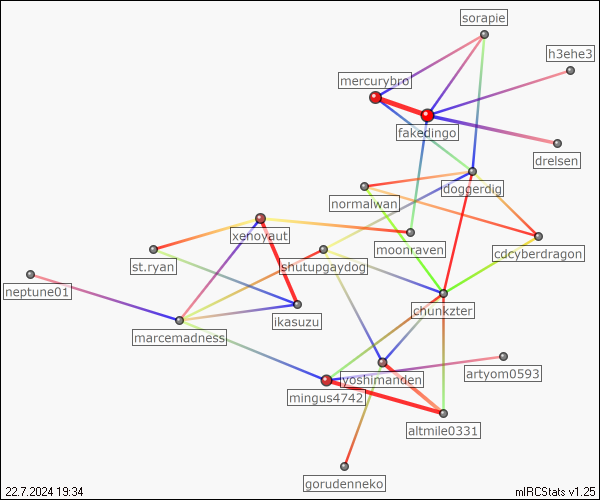 sorapie
h3ehe3
mercurybro
fakedingo
drelsen
doggerdig
normalwan
xenoyaut
moonraven
cdcyberdragon
st.ryan
shutupgaydog
neptune01
chunkzter
ikasuzu
marcemadness
artyom0593
yoshimanden
mingus4742
altmile0331
gorudenneko
22.7.2024 19:34
mIRCStats v1.25